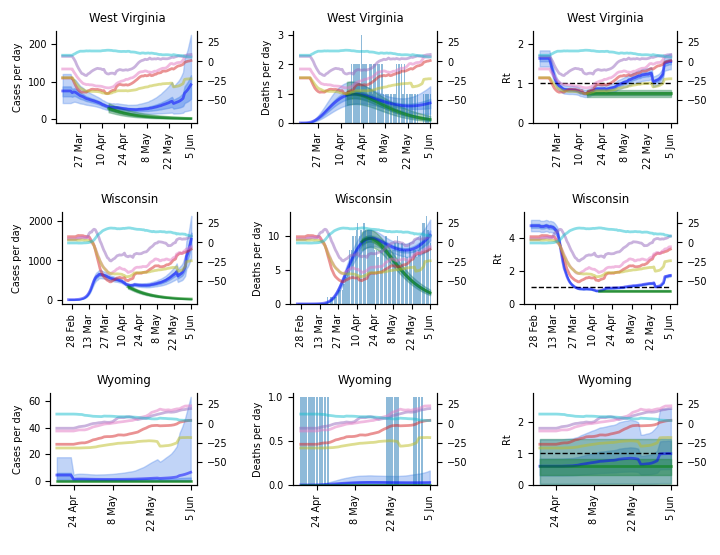 West Virginia
West Virginia
West Virginia
Cases per day
200
100
0
25
0
−25
−50
27 Mar
10 Apr
24 Apr
8 May
22 May
5 Jun
Deaths per day
3
2
1
0
25
0
−25
−50
27 Mar
10 Apr
24 Apr
8 May
22 May
5 Jun
Rt
2
1
0
25
0
−25
−50
27 Mar
10 Apr
24 Apr
8 May
22 May
5 Jun
Wisconsin
Wisconsin
Wisconsin
Cases per day
2000
1000
0
25
0
−25
−50
28 Feb
13 Mar
27 Mar
10 Apr
24 Apr
8 May
22 May
5 Jun
Deaths per day
10
5
0
25
0
−25
−50
28 Feb
13 Mar
27 Mar
10 Apr
24 Apr
8 May
22 May
5 Jun
Rt
4
2
0
25
0
−25
−50
28 Feb
13 Mar
27 Mar
10 Apr
24 Apr
8 May
22 May
5 Jun
Wyoming
Wyoming
Wyoming
Cases per day
60
40
20
0
25
0
−25
−50
24 Apr
8 May
22 May
5 Jun
Deaths per day
1.0
0.5
0.0
25
0
−25
−50
24 Apr
8 May
22 May
5 Jun
Rt
2
1
0
25
0
−25
−50
24 Apr
8 May
22 May
5 Jun